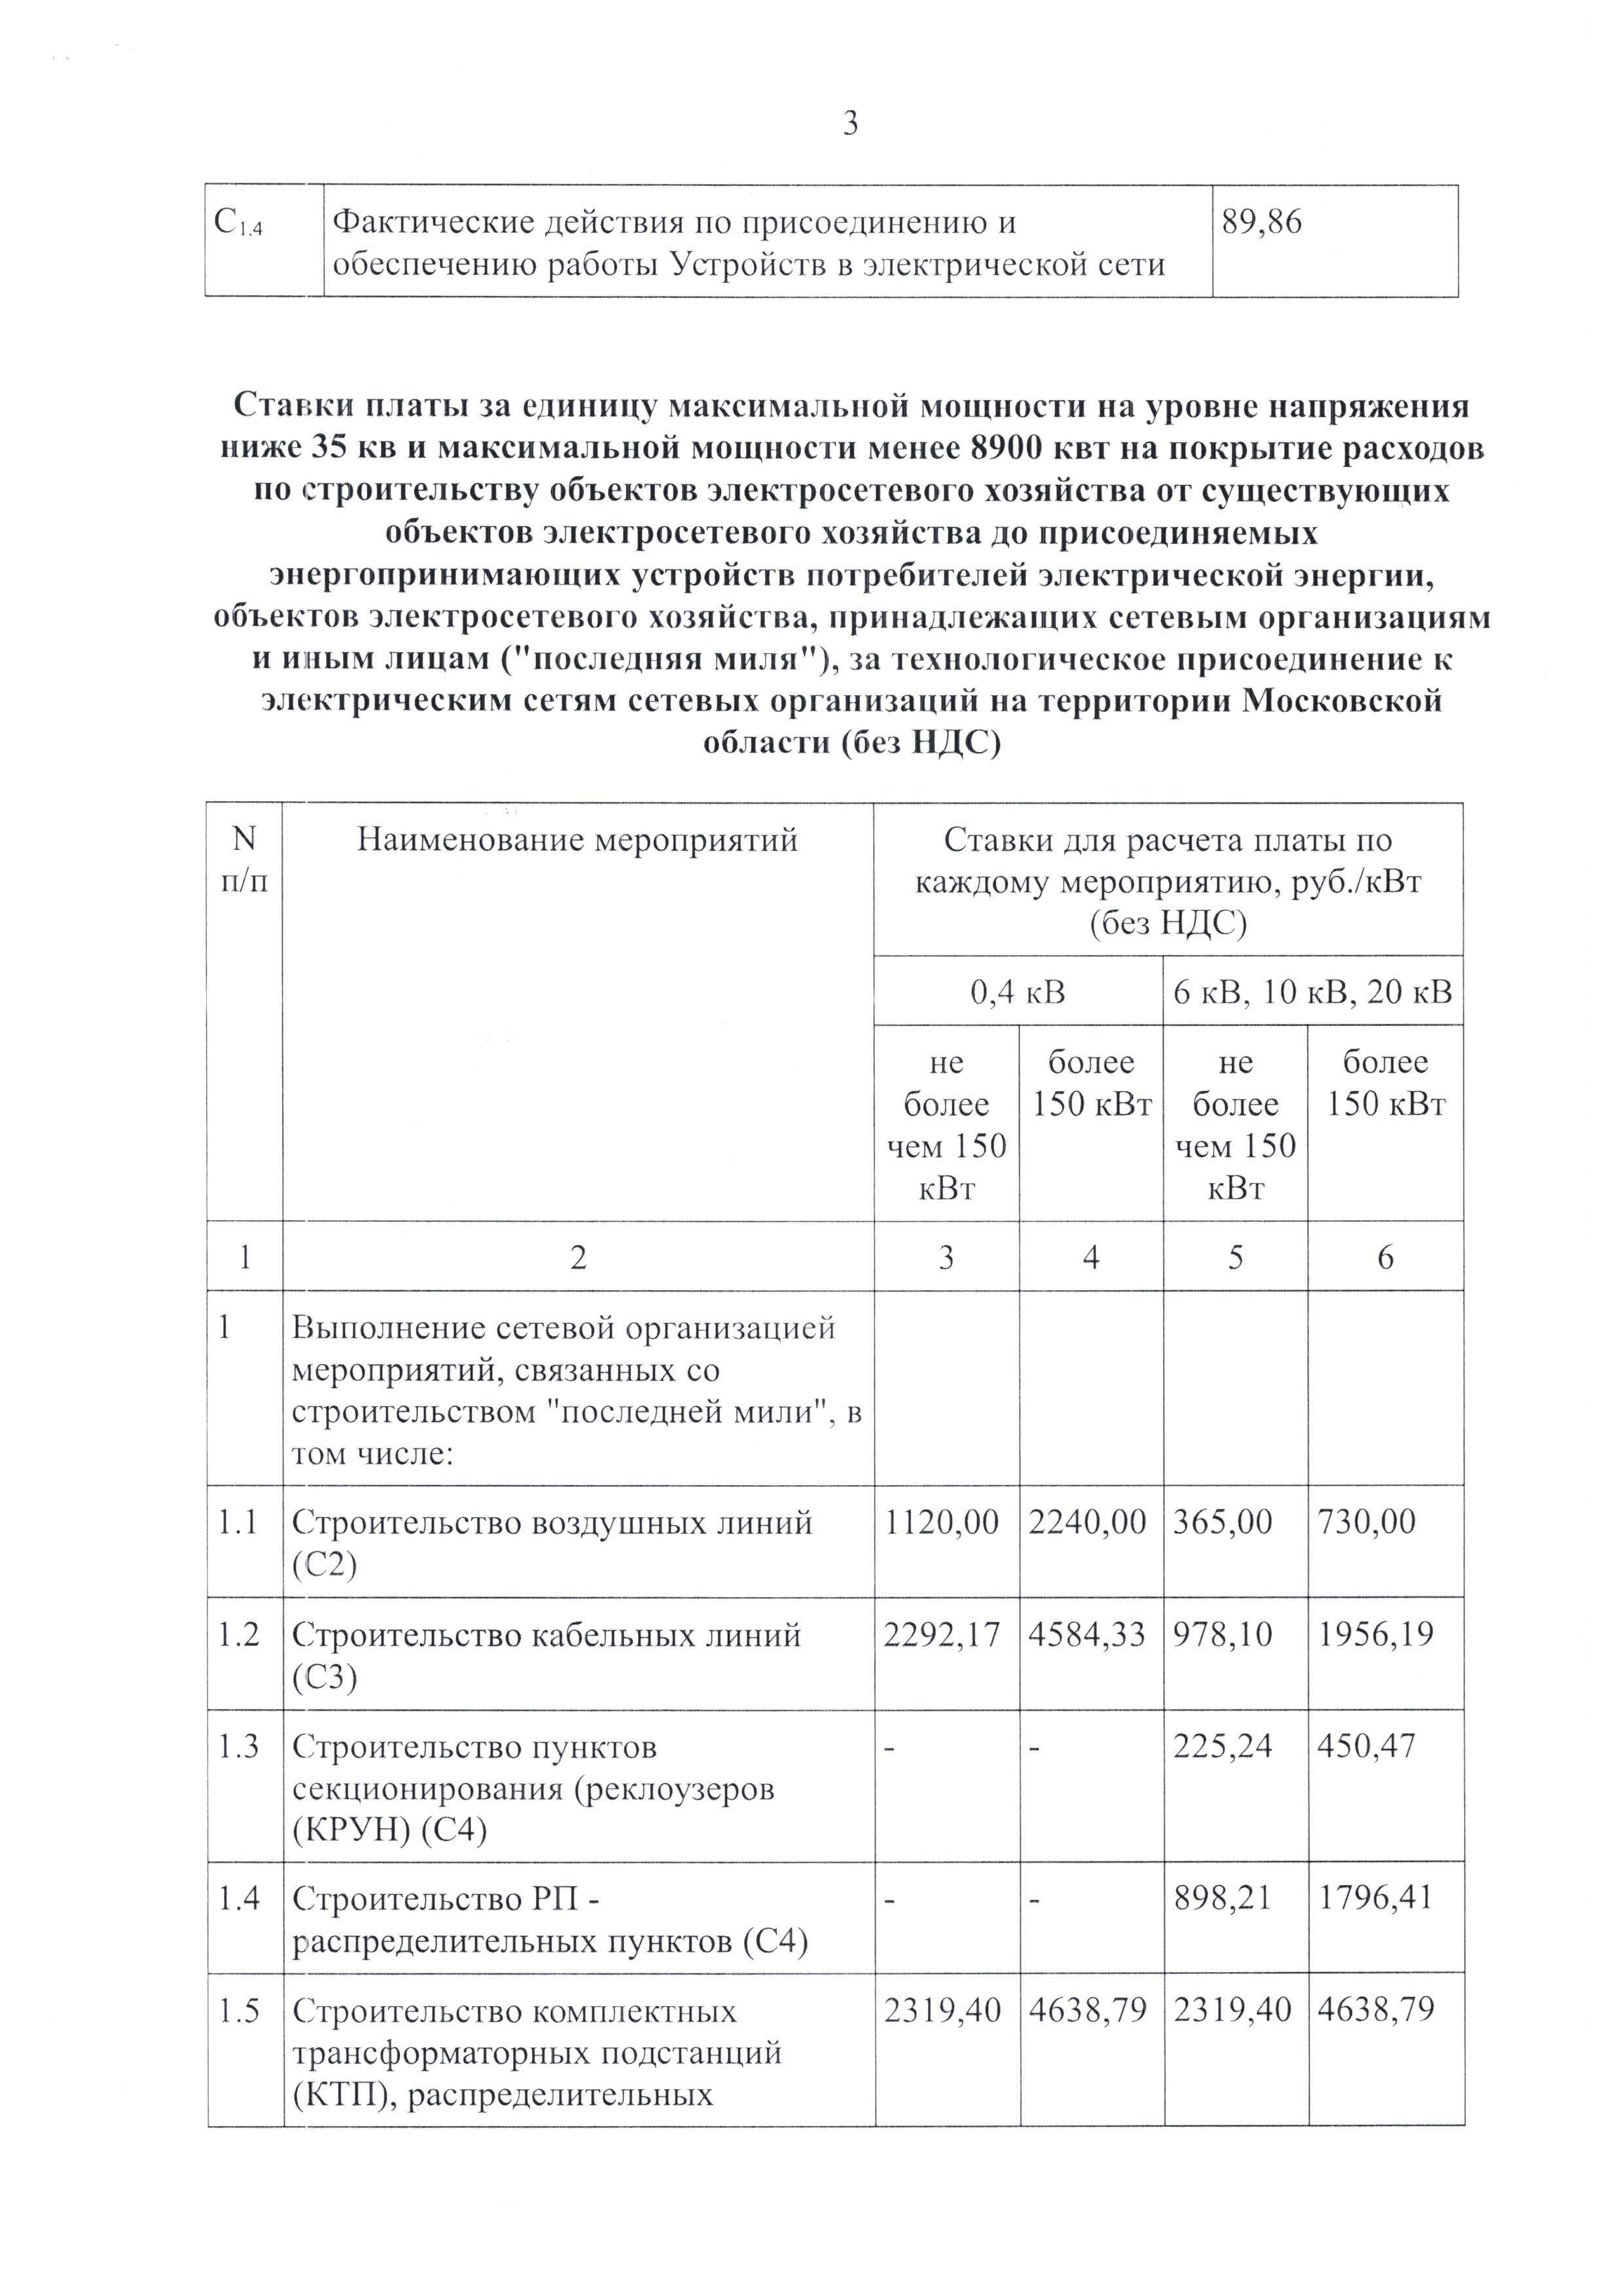 3
С1.4 Фактические действия по присоединению и 89,86
обеспечению работы Устройств в электрической сети
Ставки платы за единицу максимальной мощности на уровне напряжения
ниже 35 кв и максимальной мощности менее 8900 квт на покрытие расходов
по строительству объектов электросетевого хозяйства от существующих
объектов электросетевого хозяйства до присоединяемых
энергопринимающих устройств потребителей электрической энергии,
объектов электросетевого хозяйства, принадлежащих сетевым организациям
и иным лицам ("последняя миля"), за технологическое присоединение к
электрическим сетям сетевых организаций на территории Московской
области (без НДС)
N Наименование мероприятий Ставки для расчета платы по
п/п каждому мероприятию, руб./кВт
(без НДС)
0,4 кВ 6 кВ, 10 кВ, 20 кВ
не более не более
более 150 кВт более 150 кВт
чем 150 чем 150
кВт кВт
1 2 3 4 5 6
1 Выполнение сетевой организацией
мероприятий, связанных со
строительством "последней мили", в
том числе:
1.1 Строительство воздушных линий 1120,00 2240,00 365,00 730,00
(С2)
1.2 Строительство кабельных линий 2292,17 4584,33 978,10 1956,19
(С3)
1.3 Строительство пунктов - - 225,24 450,47
секционирования (реклоузеров
(КРУН) (С4)
1.4 Строительство РП - - - 898,21 1796,41
распределительных пунктов (С4)
1.5 Строительство комплектных 2319,40 4638,79 2319,40 4638,79
трансформаторных подстанций
(КТП), распределительных